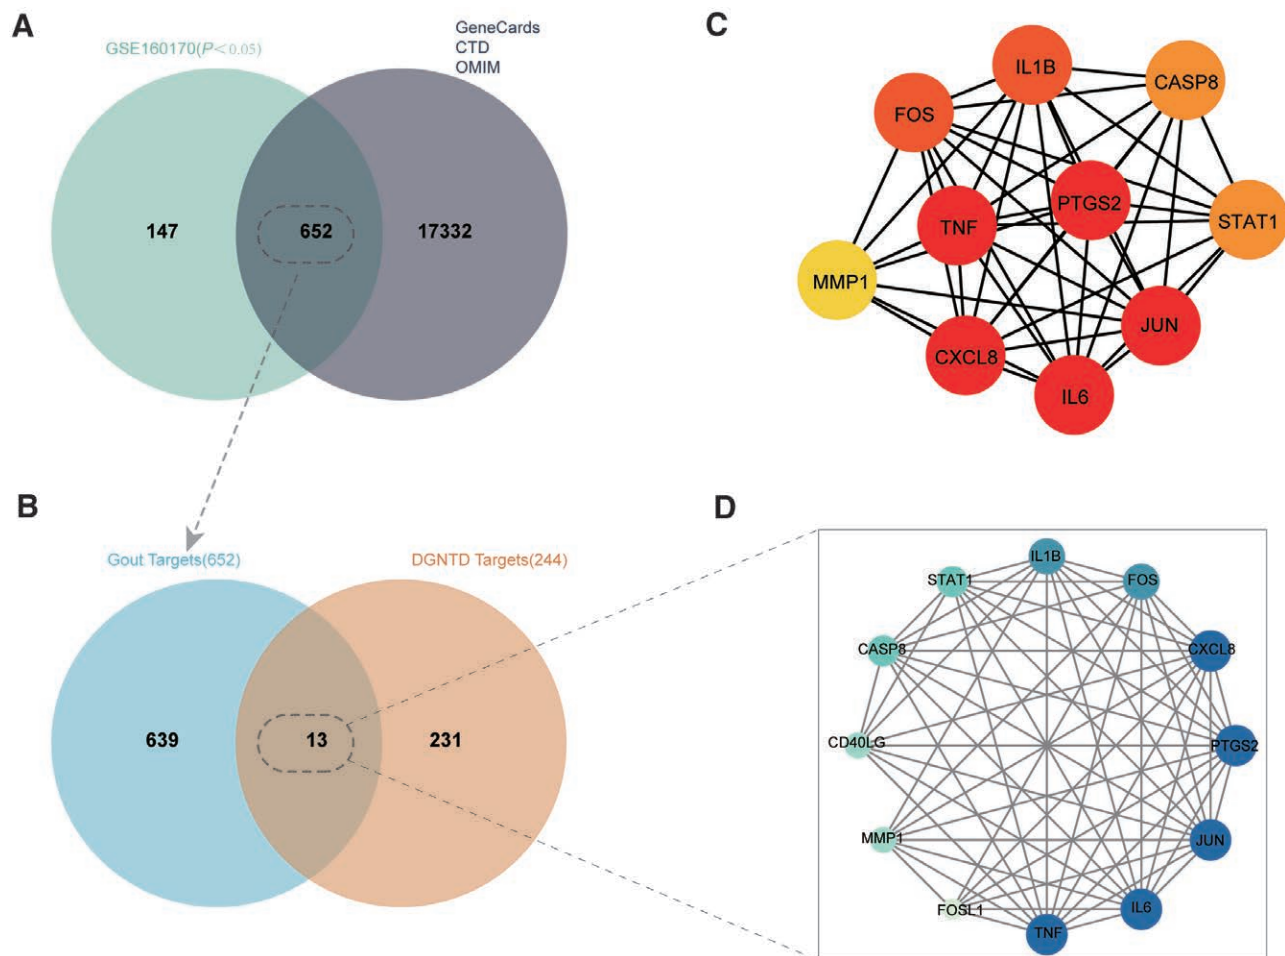 A
GSE160170(P<0.05)
GeneCards
CTD
OMIM
147
652
17332
B
Gout Targets(652)
DGNTD Targets(244)
639
13
231
C
IL1B
CASP8
FOS
PTGS2
TNF
STAT1
MMP1
JUN
CXCL8
IL6
D
IL1B
STAT1
FOS
CASP8
CXCL8
CD40LG
PTGS2
MMP1
JUN
FOSL1
IL6
TNF